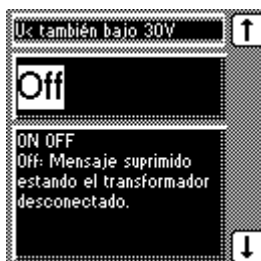 U< también bajo 30V
Off
ON OFF
Off: Mensaje suprimido
estando el transformador
desconectado.